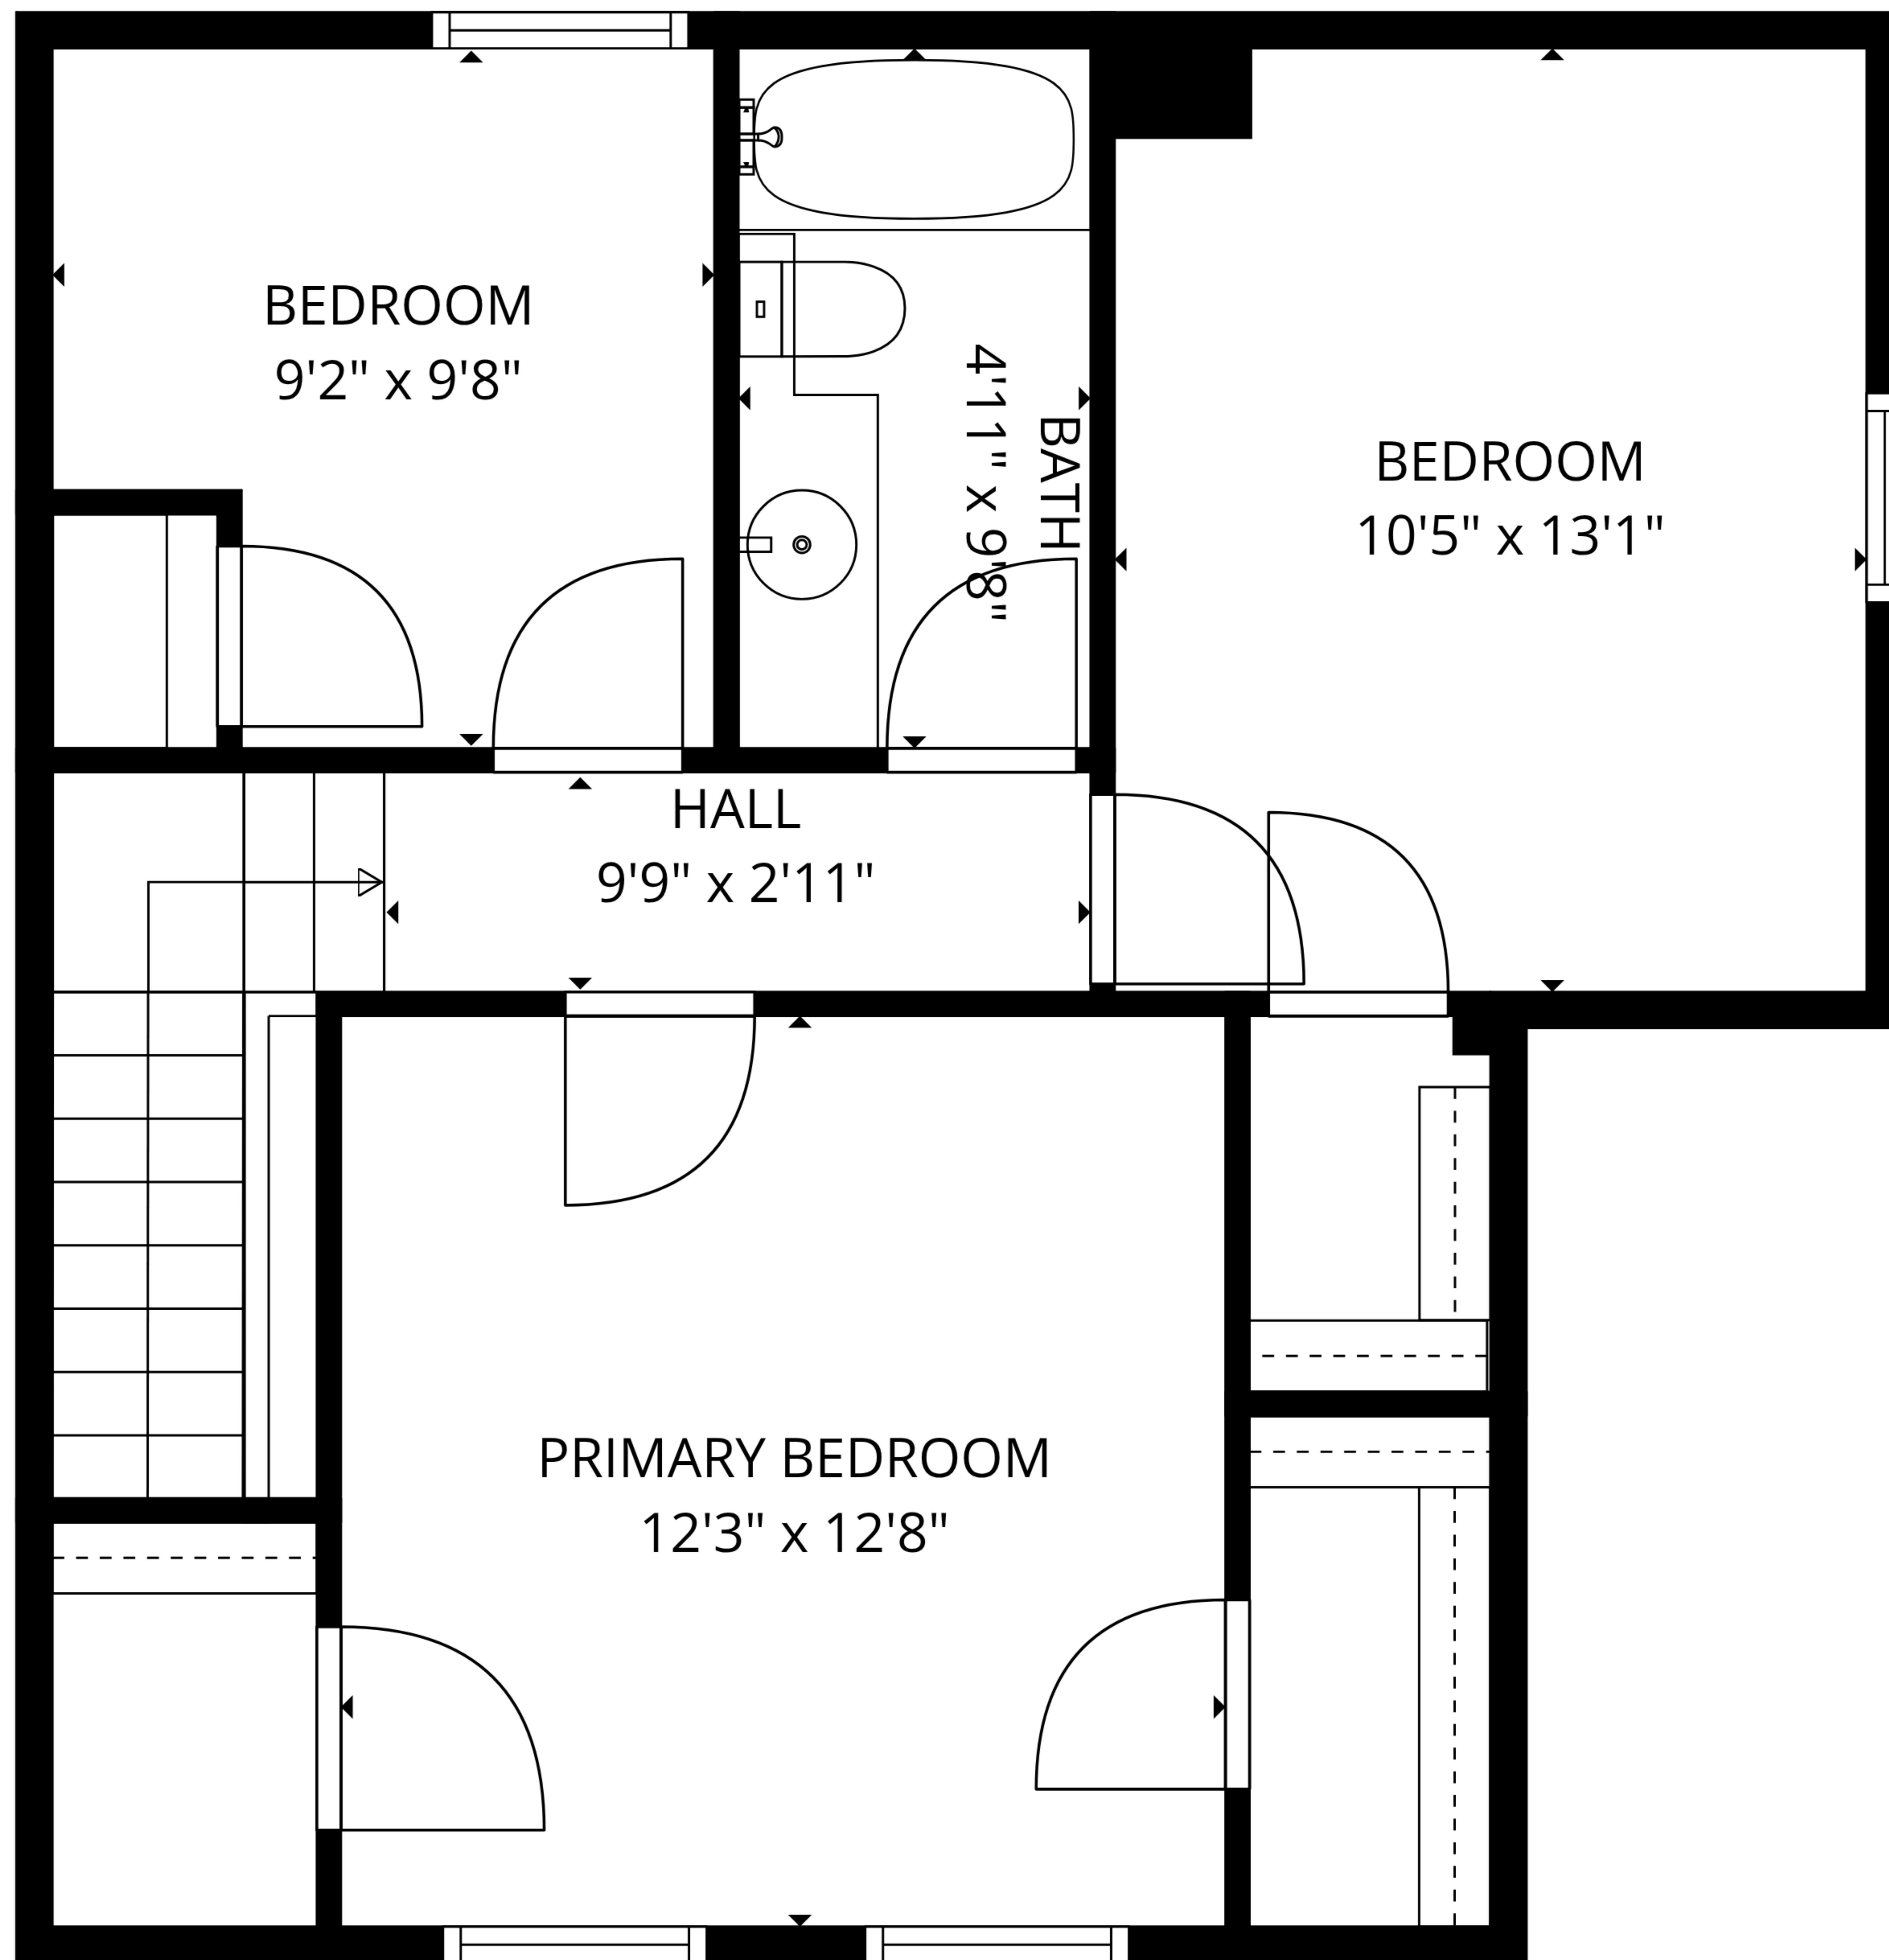 BEDROOM
9'2" x 9'8"
BATH
4'11" x 9'8"
BEDROOM
10'5" x 13'1"
HALL
9'9" x 2'11"
PRIMARY BEDROOM
12'3" x 12'8"